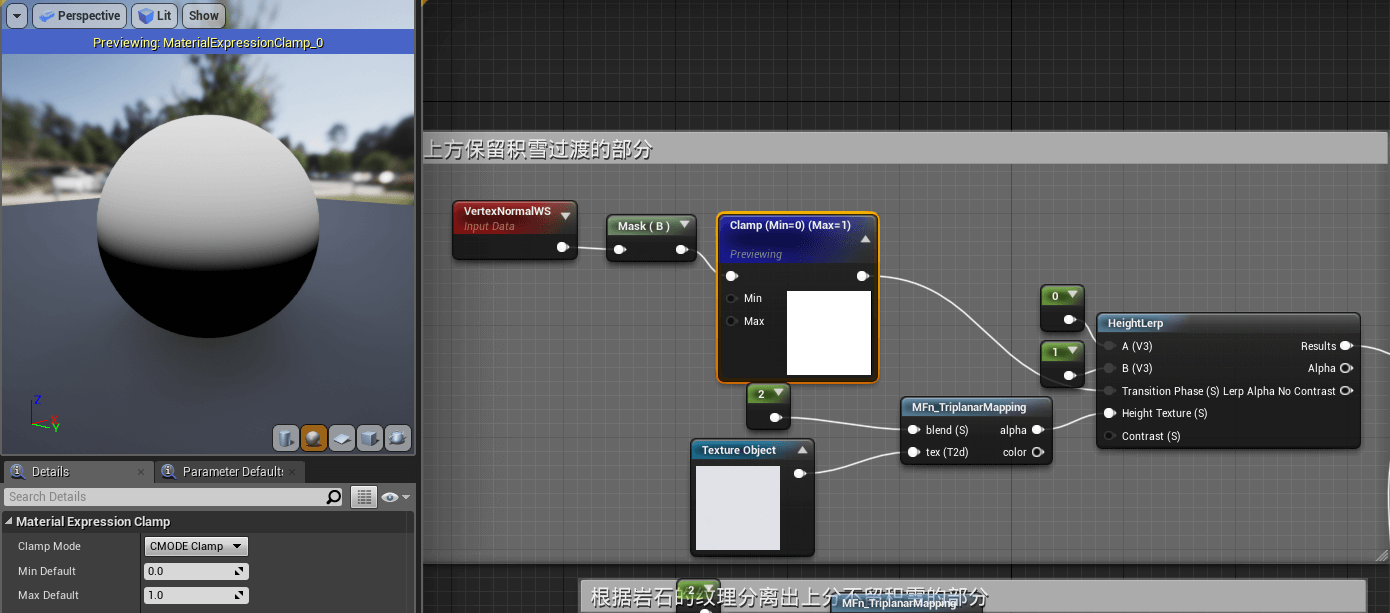 Perspective
Lit
Show
Previewing: MaterialExpressionClamp_0
Z
X
Y
Details
Parameter Defaults
Search Details
Material Expression Clamp
Clamp Mode
CMODE Clamp
Min Default
0.0
Max Default
1.0
上方保留积雪过渡的部分
VertexNormalWS
Input Data
Mask ( B )
Clamp (Min=0) (Max=1)
Previewing
Min
Max
2
Texture Object
MFn_TriplanarMapping
blend (S)
alpha
tex (T2d)
color
0
1
HeightLerp
A (V3)
Results
B (V3)
Alpha
Transition Phase (S)
Lerp Alpha No Contrast
Height Texture (S)
Contrast (S)
根据岩石的纹理分离出上分不留积雪的部分
2
MFn_TriplanarMapping